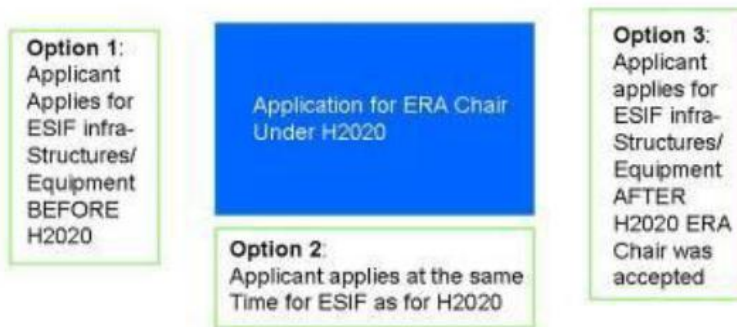 Option 1:
Applicant
Applies for
ESIF infra-
Structures/
Equipment
BEFORE
H2020
Application for ERA Chair
Under H2020
Option 2:
Applicant applies at the same
Time for ESIF as for H2020
Option 3:
Applicant
applies for
ESIF infra-
Structures/
Equipment
AFTER
H2020 ERA
Chair was
accepted